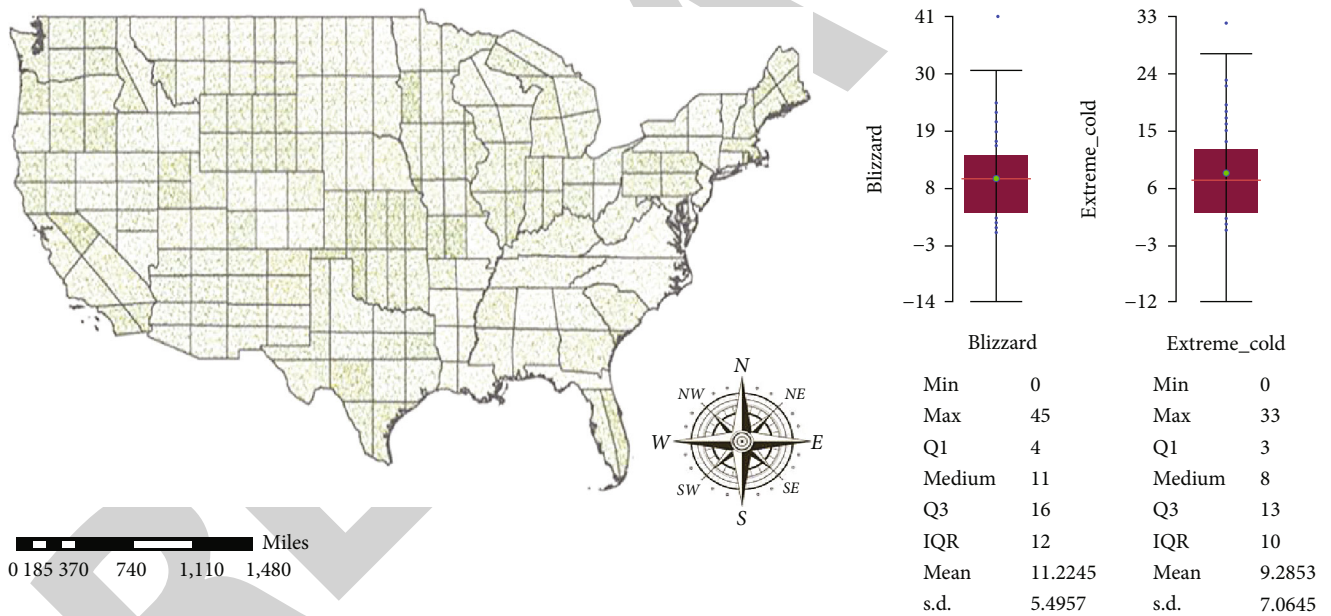 N
NW NE
W E
SW SE
S
Miles
0 185 370 740 1,110 1,480
Blizzard
41
30
19
8
−3
−14
Blizzard
Extreme_cold
33
24
15
6
−3
−12
Extreme_cold
Min 0
Max 45
Q1 4
Medium 11
Q3 16
IQR 12
Mean 11.2245
s.d. 5.4957
Min 0
Max 33
Q1 3
Medium 8
Q3 13
IQR 10
Mean 9.2853
s.d. 7.0645